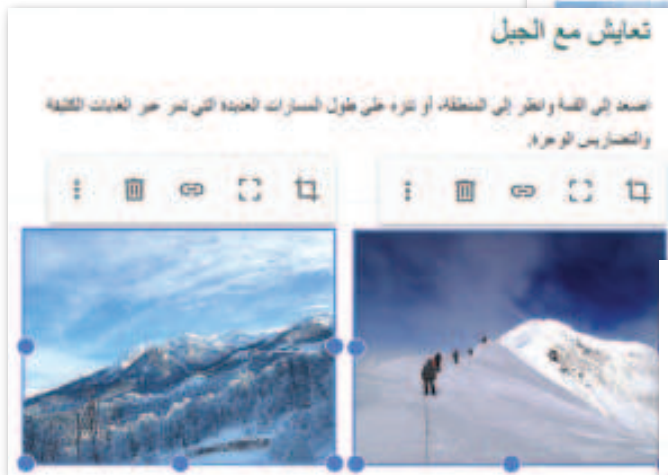 تعايش مع الجبل
اصعد إلى القمة وانظر إلى المنطقة، أو تنزه على طول المسارات العديدة التي تمر عبر الغابات الكثيفة
والتضاريس الوعرة.